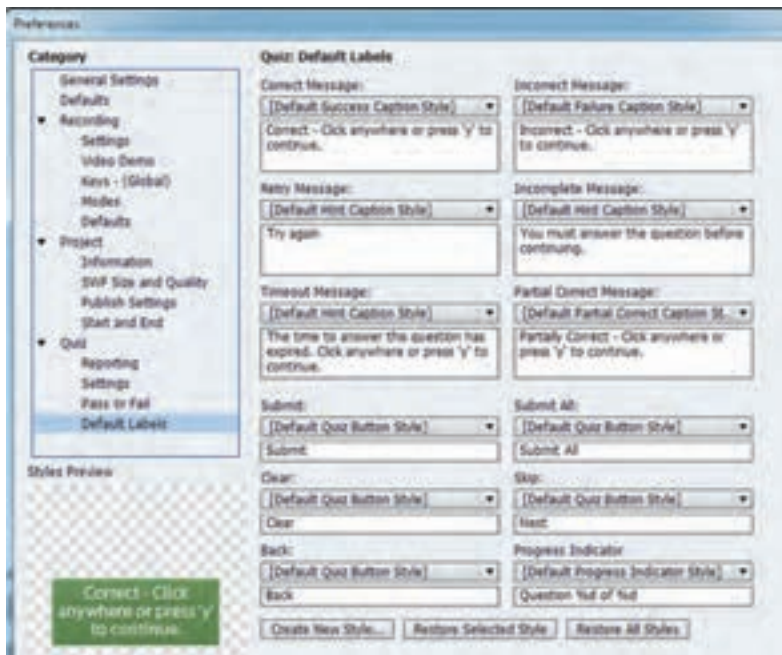 Preferences
Category
General Settings
Defaults
Recording
Settings
Video Demo
Keys - (Global)
Modes
Defaults
Project
Information
SWF Size and Quality
Publish Settings
Start and End
Quiz
Reporting
Settings
Pass or Fail
Default Labels
Styles Preview
Correct - Click
anywhere or press 'y'
to continue.
Quiz: Default Labels
Correct Message:
[Default Success Caption Style]
Correct - Click anywhere or press 'y' to
continue.
Incorrect Message:
[Default Failure Caption Style]
Incorrect - Click anywhere or press 'y'
to continue.
Retry Message:
[Default Hint Caption Style]
Try again
Incomplete Message:
[Default Hint Caption Style]
You must answer the question before
continuing.
Timeout Message:
[Default Hint Caption Style]
The time to answer this question has
expired. Click anywhere or press 'y' to
continue.
Partial Correct Message:
[Default Partial Correct Caption St..
Partially Correct - Click anywhere or
press 'y' to continue.
Submit:
[Default Quiz Button Style]
Submit
Submit All:
[Default Quiz Button Style]
Submit All
Clear:
[Default Quiz Button Style]
Clear
Skip:
[Default Quiz Button Style]
Next
Back:
[Default Quiz Button Style]
Back
Progress Indicator
[Default Progress Indicator Style]
Question %d of %d
Create New Style...
Restore Selected Style
Restore All Styles